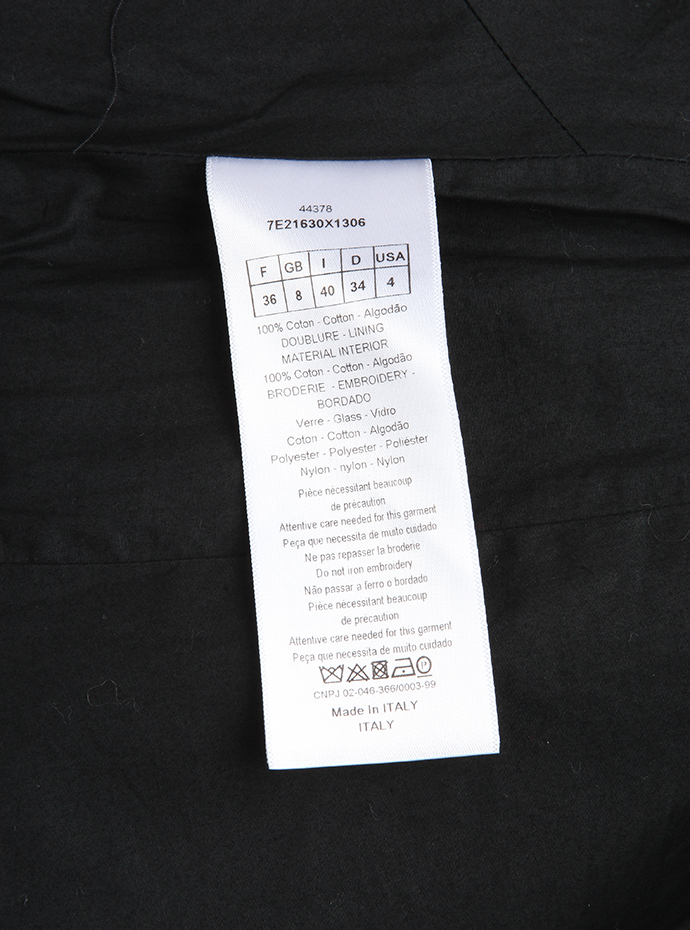 44378
7E21630X1306
F GB I D USA
36 8 40 34 4
100% Coton - Cotton - Algodão
DOUBLURE - LINING
MATERIAL INTERIOR
100% Coton - Cotton - Algodão
BRODERIE - EMBROIDERY -
BORDADO
Verre - Glass - Vidro
Coton - Cotton - Algodão
Polyester - Polyester - Poliéster
Nylon - nylon - Nylon
Pièce nécessitant beaucoup
de précaution
Attentive care needed for this garment
Peça que necessita de muito cuidado
Ne pas repasser la broderie
Do not iron embroidery
Não passar a ferro o bordado
Pièce nécessitant beaucoup
de précaution
Attentive care needed for this garment
Peça que necessita de muito cuidado
P
CNPJ 02-046-366/0003-99
Made In ITALY
ITALY